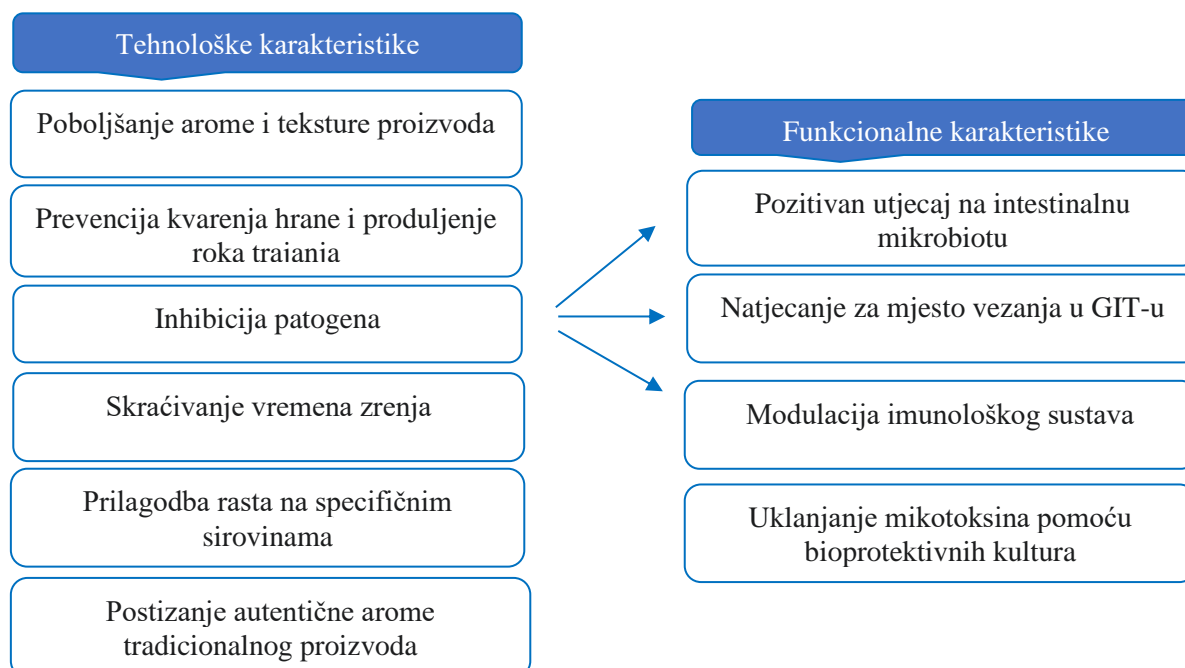 Tehnološke karakteristike
Poboljšanje arome i teksture proizvoda
Prevencija kvarenja hrane i produljenje
roka trajanja
Inhibicija patogena
Skraćivanje vremena zrenja
Prilagodba rasta na specifičnim
sirovinama
Postizanje autentične arome
tradicionalnog proizvoda
Funkcionalne karakteristike
Pozitivan utjecaj na intestinalnu
mikrobiotu
Natjecanje za mjesto vezanja u GIT-u
Modulacija imunološkog sustava
Uklanjanje mikotoksina pomoću
bioprotektivnih kultura